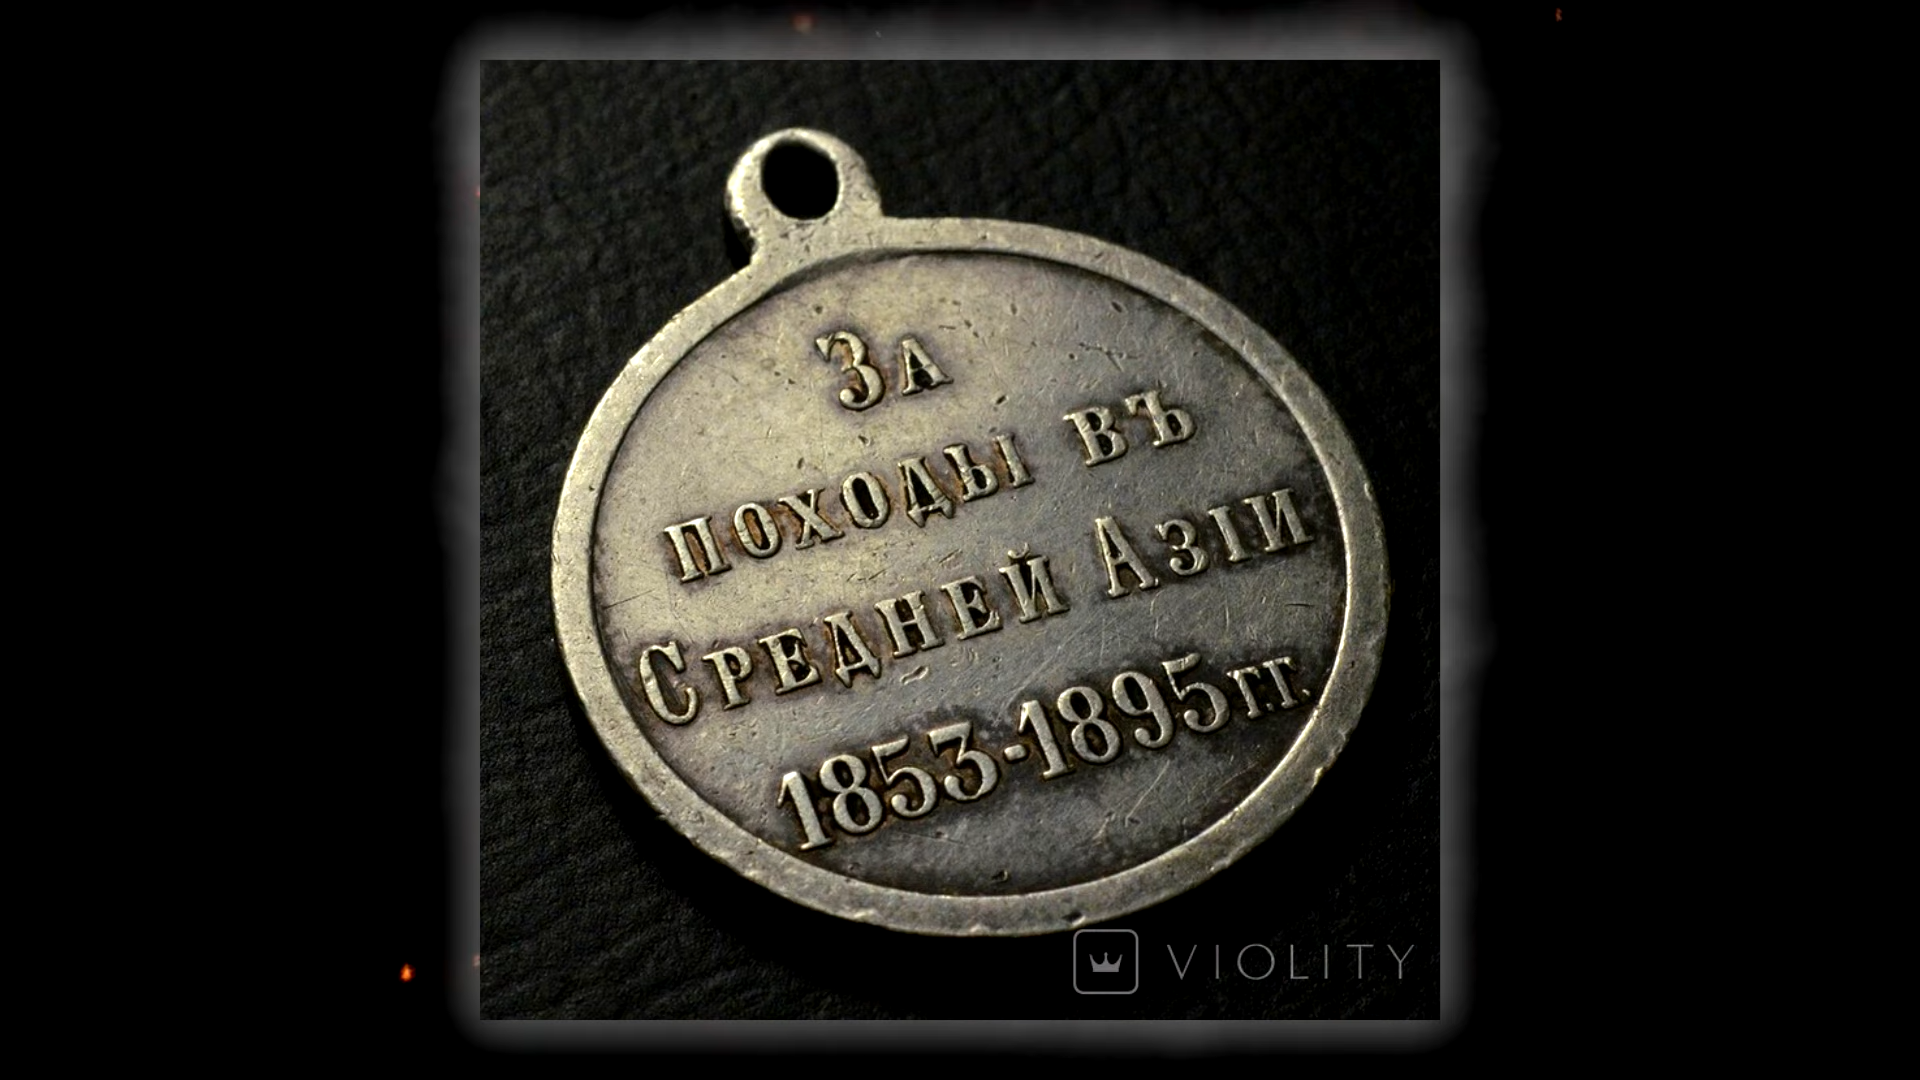 За
походы въ
Средней Азiи
1853-1895 гг.
VIOLITY